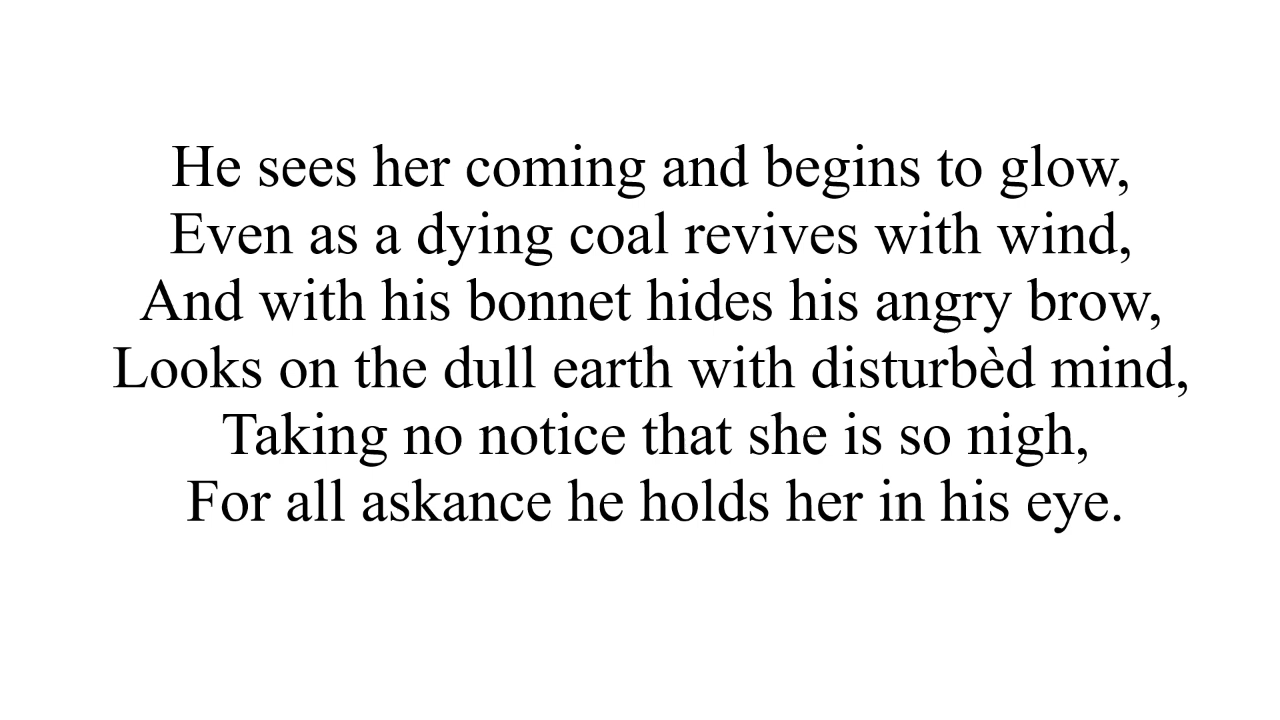 He sees her coming and begins to glow,
Even as a dying coal revives with wind,
And with his bonnet hides his angry brow,
Looks on the dull earth with disturbèd mind,
Taking no notice that she is so nigh,
For all askance he holds her in his eye.